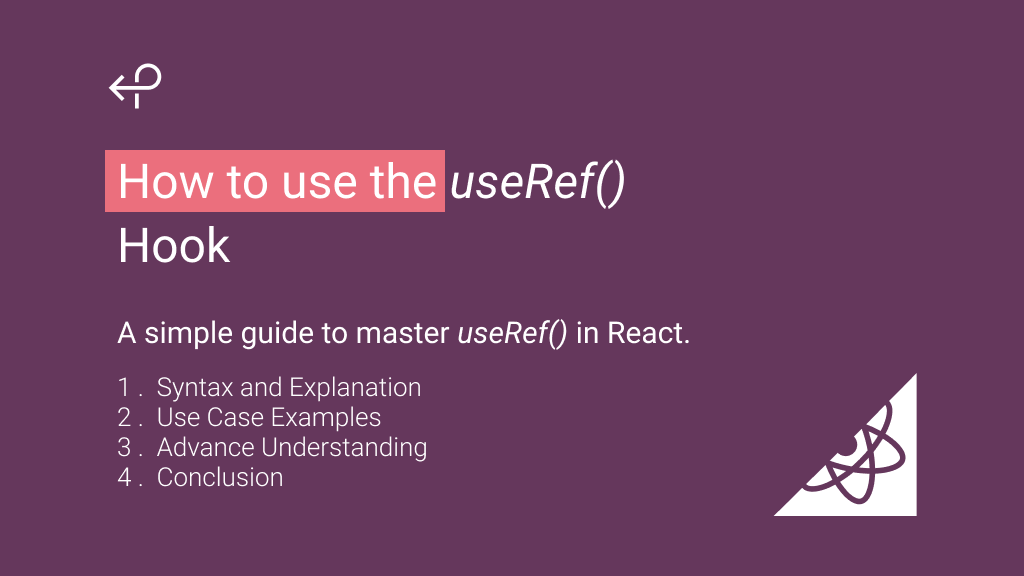 How to use the useRef()
Hook
A simple guide to master useRef() in React.
1 . Syntax and Explanation
2 . Use Case Examples
3 . Advance Understanding
4 . Conclusion